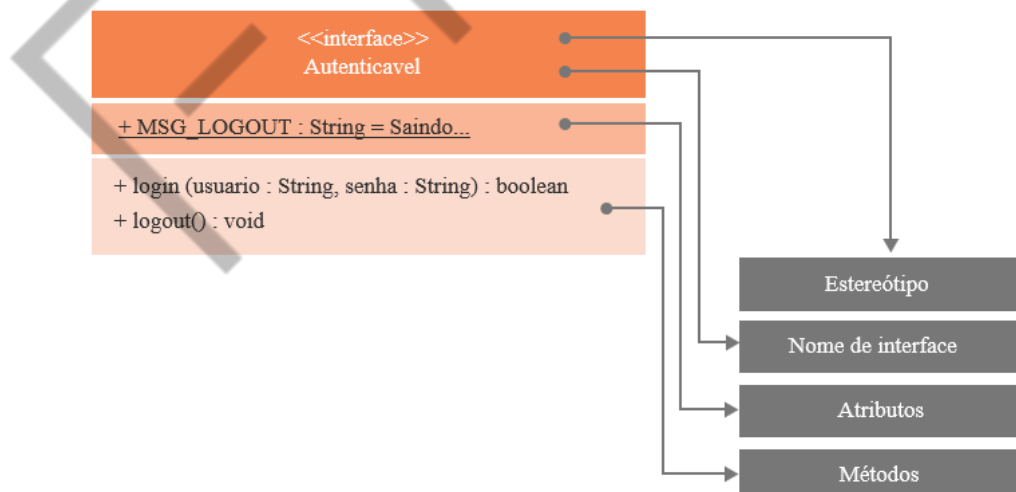 <<interface>>
Autenticavel
+ MSG_LOGOUT : String = Saindo...
+ login (usuario : String, senha : String) : boolean
+ logout() : void
Estereótipo
Nome de interface
Atributos
Métodos